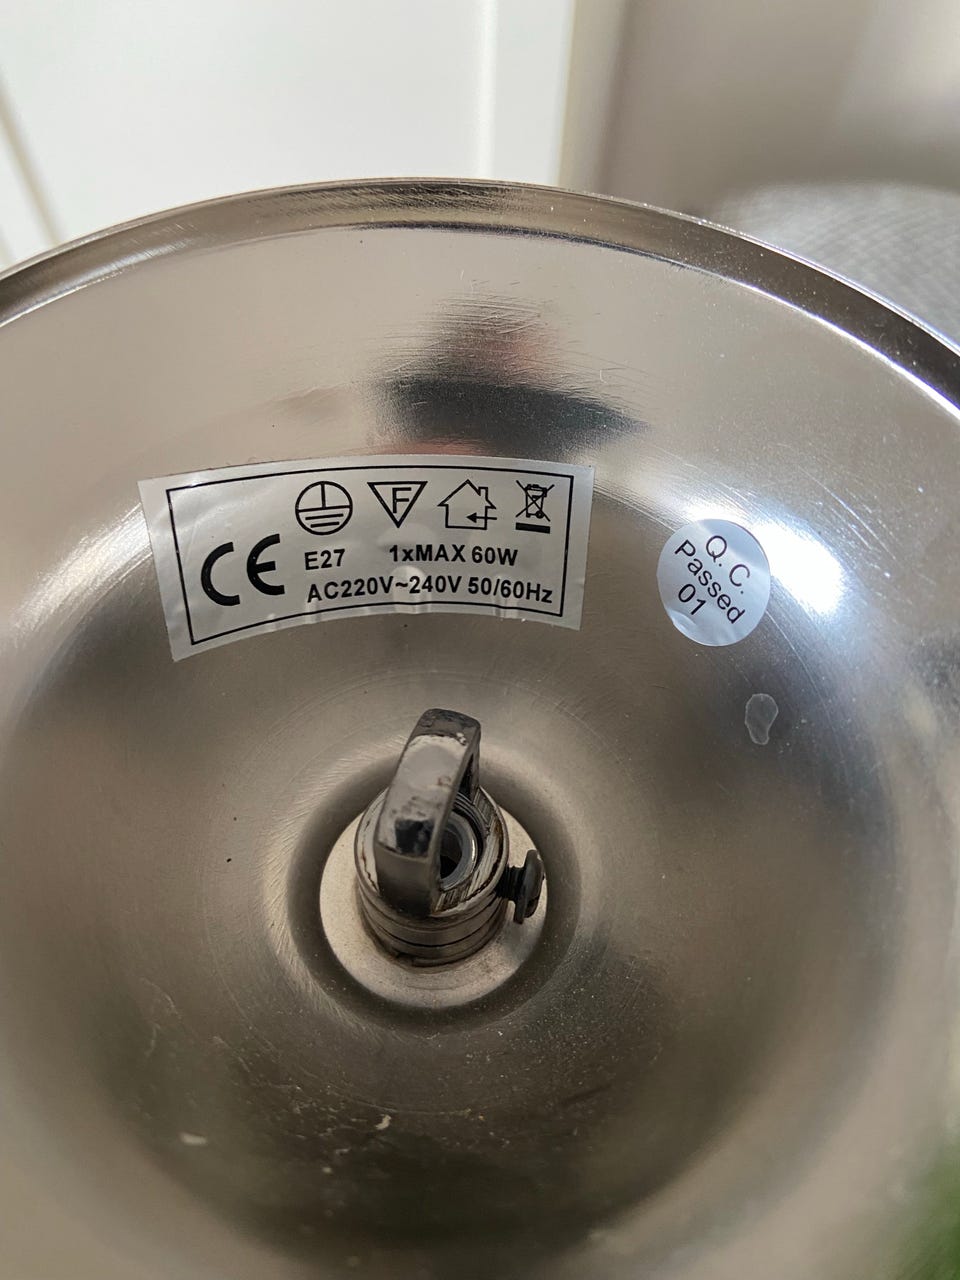 F
CE E27 1xMAX 60W
AC220V~240V 50/60Hz
Q.C.
Passed
01